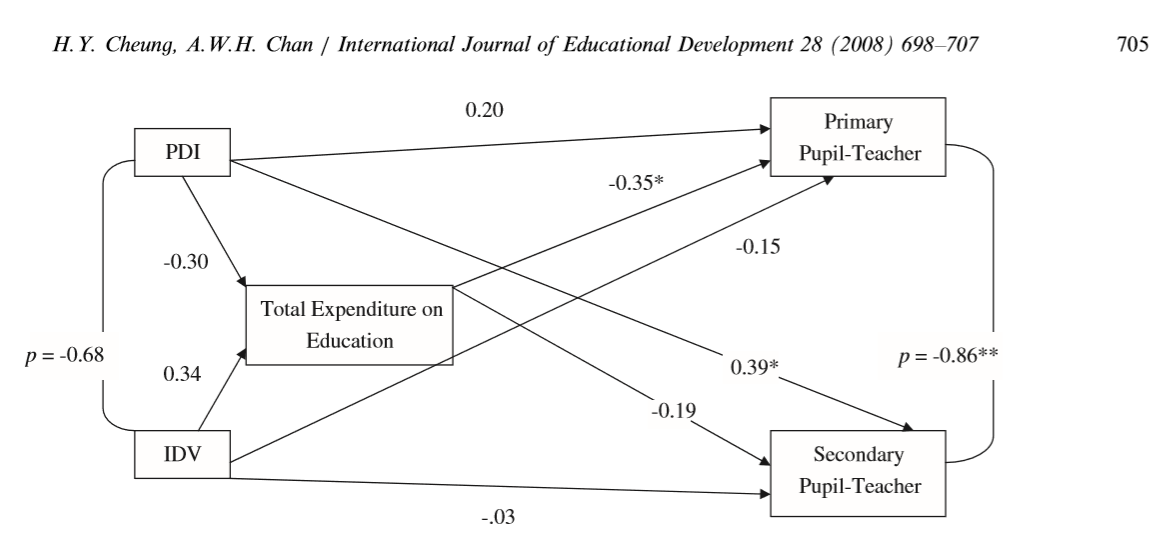 H.Y. Cheung, A.W.H. Chan / International Journal of Educational Development 28 (2008) 698–707 705
0.20
Primary
Pupil-Teacher
PDI
-0.35*
-0.15
-0.30
Total Expenditure on
Education
p = -0.68
p = -0.86**
0.34
0.39*
-0.19
IDV
Secondary
Pupil-Teacher
-.03